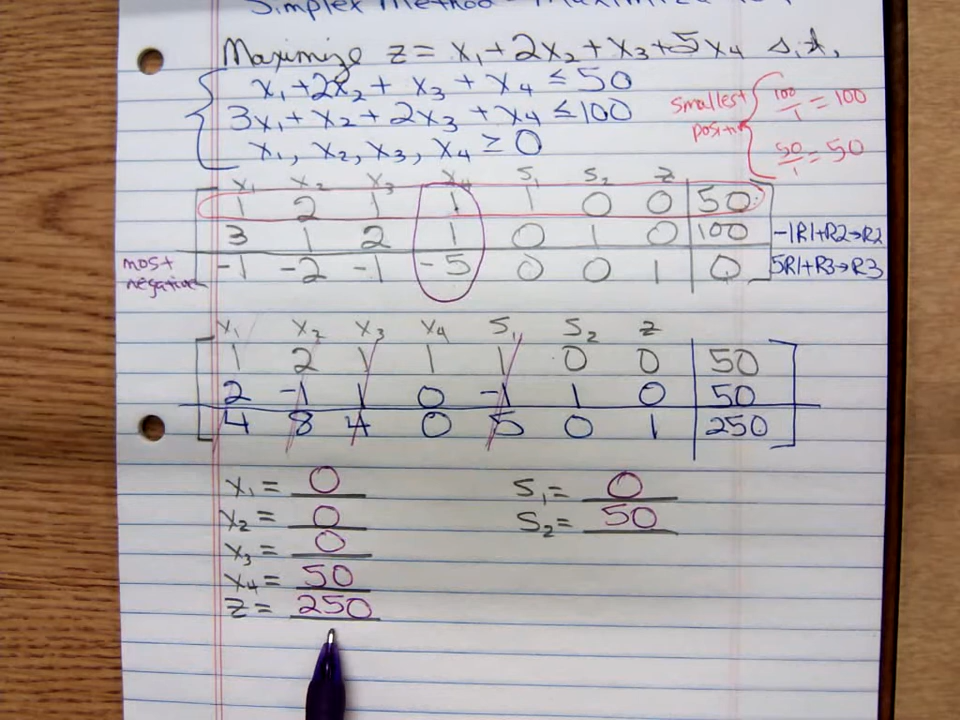 Simplex Method - Maximize
Maximize z = x₁ + 2x₂ + x₃ + 5x₄ s.t.
x₁ + 2x₂ + x₃ + x₄ ≤ 50
3x₁ + x₂ + 2x₃ + x₄ ≤ 100
x₁, x₂, x₃, x₄ ≥ 0
smallest positive
100/1 = 100
50/1 = 50
x₁ x₂ x₃ x₄ s₁ s₂ z
1 2 1 1 1 0 0 50
3 1 2 1 0 1 0 100 -1R1+R2→R2
most negative
-1 -2 -1 -5 0 0 1 0 5R1+R3→R3
x₁ x₂ x₃ x₄ s₁ s₂ z
1 2 1 1 1 0 0 50
2 -1 1 0 -1 1 0 50
4 8 4 0 5 0 1 250
x₁ = 0 s₁ = 0
x₂ = 0 s₂ = 50
x₃ = 0
x₄ = 50
z = 250